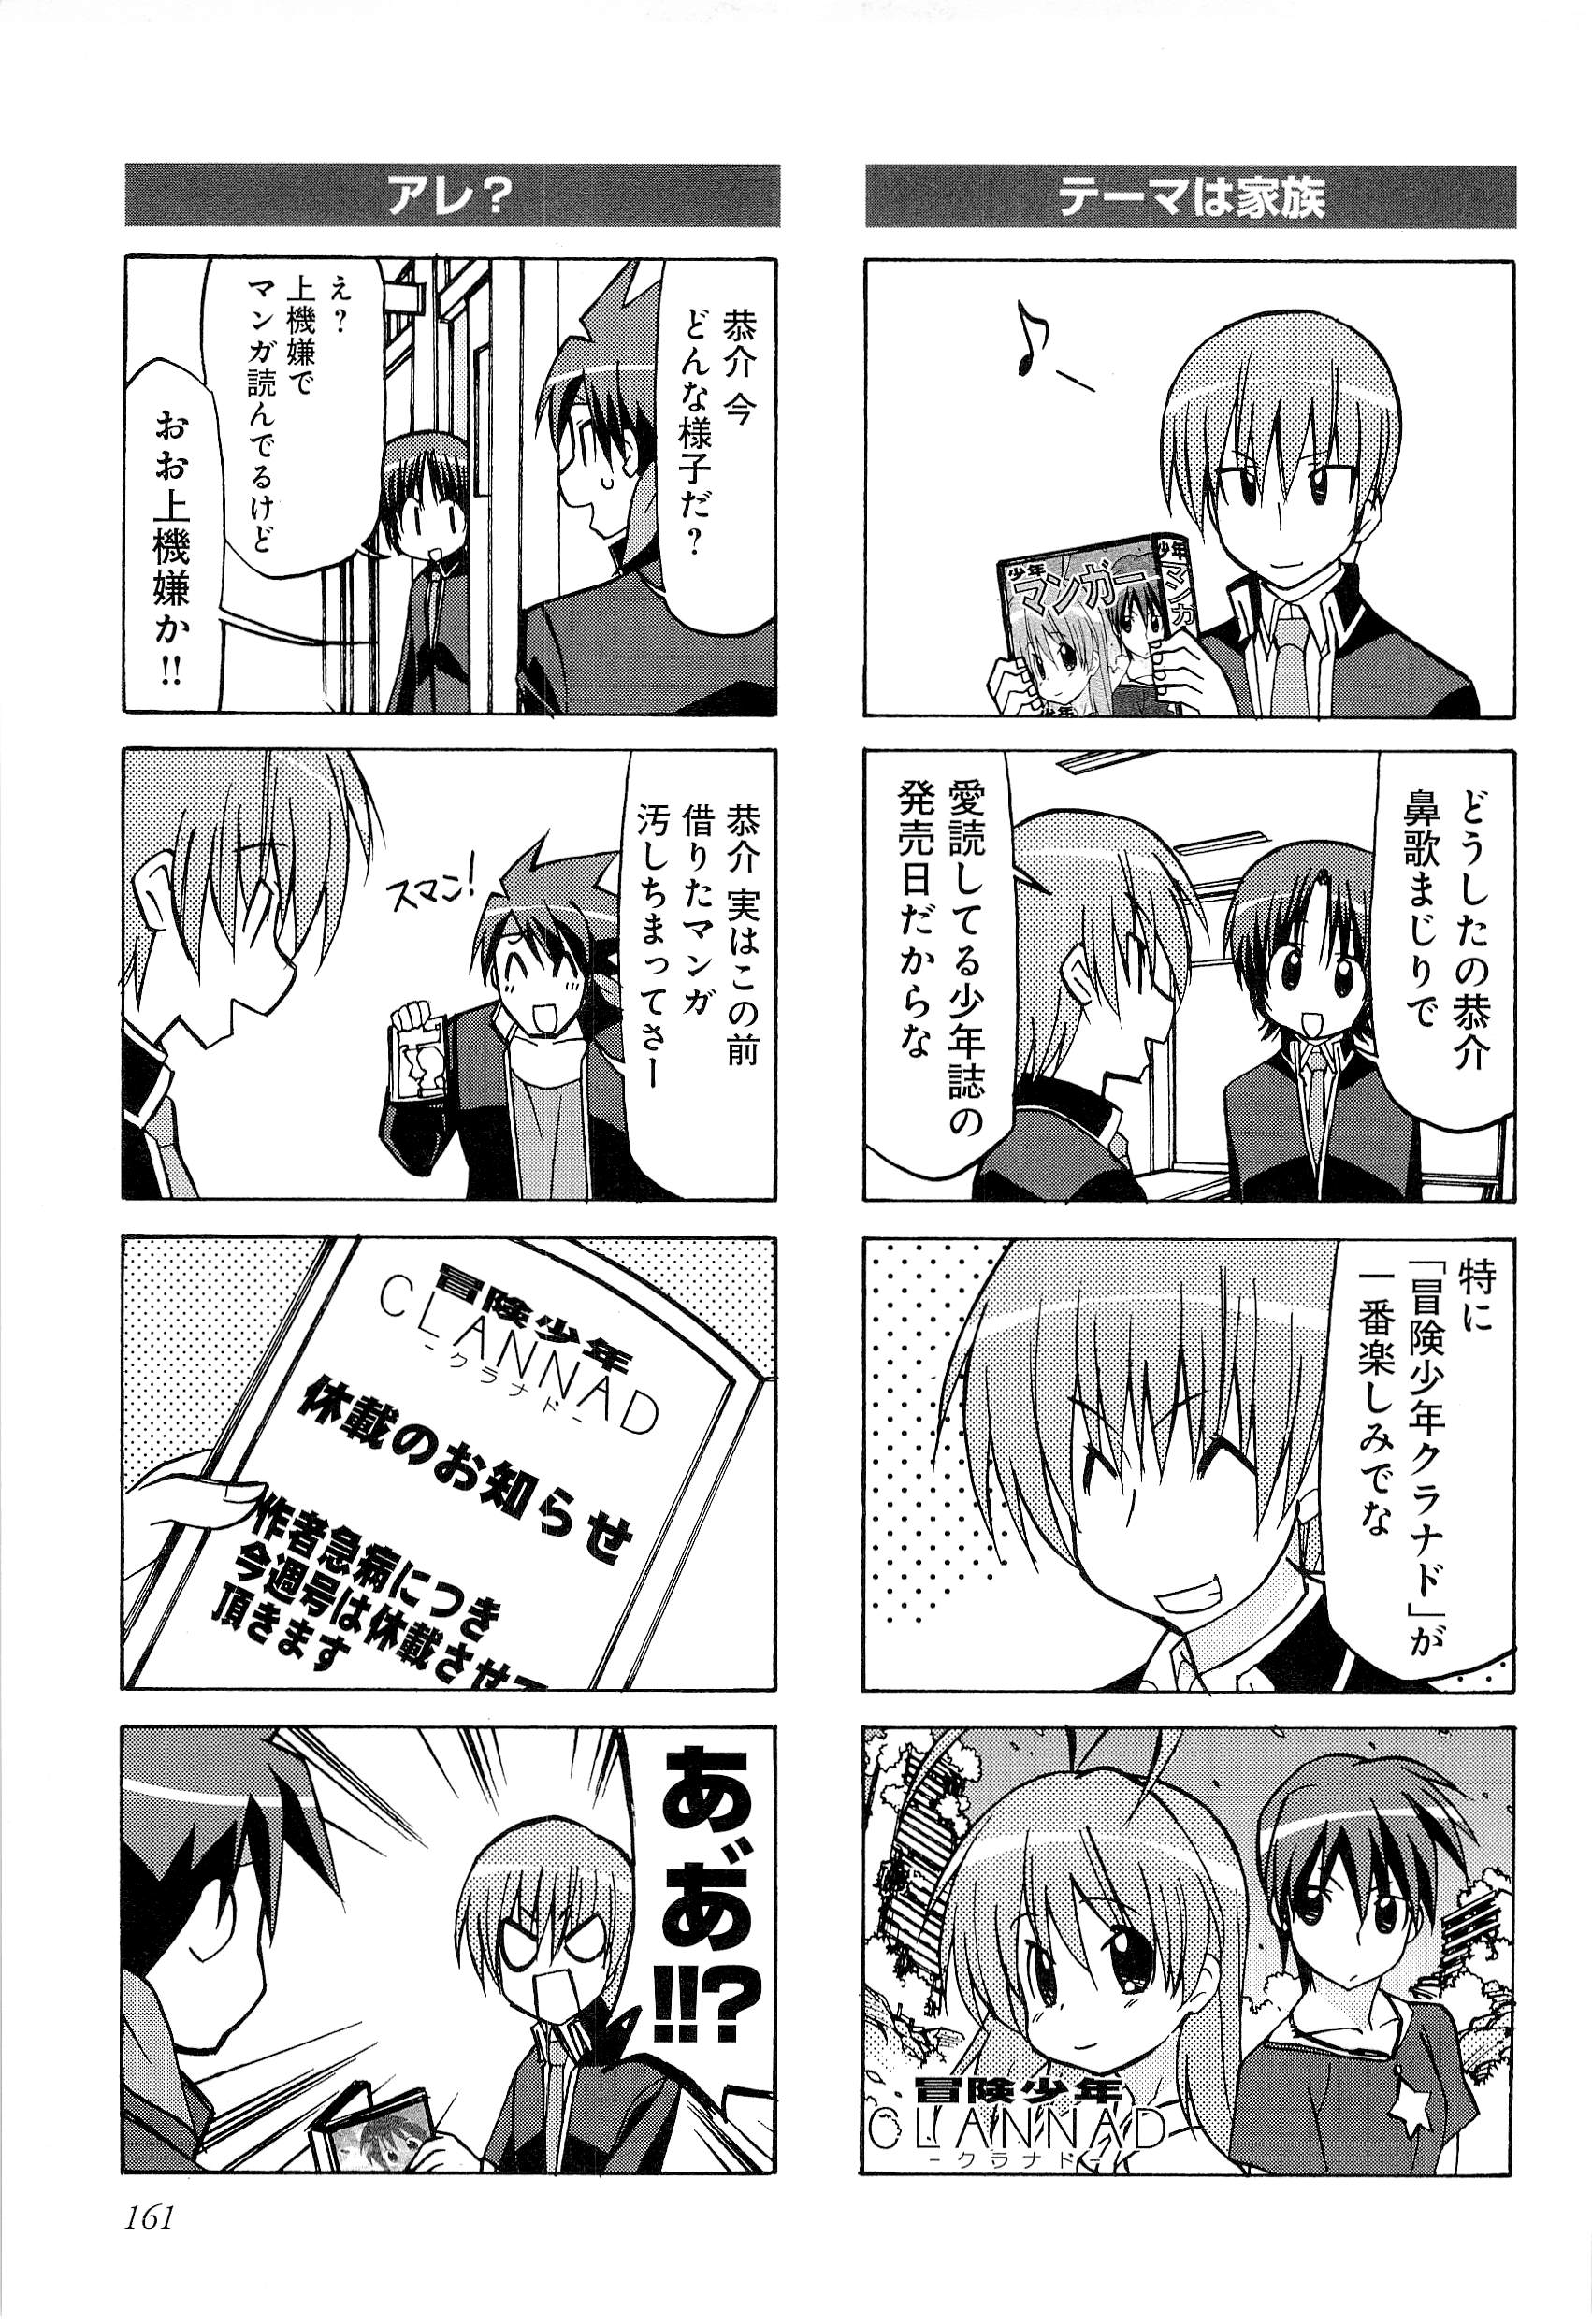 テーマは家族
少年
マンガー
少年マンガ
少年
どうしたの恭介
鼻歌まじりで
愛読してる少年誌の
発売日だからな
特に
「冒険少年クラナド」が
一番楽しみでな
冒険少年
CLANNAD
-クラナド-
アレ?
恭介 今
どんな様子だ?
え?
上機嫌で
マンガ読んでるけど
おお上機嫌か!!
恭介 実はこの前
借りたマンガ
汚しちまってさー
スマン!
冒険少年
CLANNAD
-クラナド-
休載のお知らせ
作者急病につき
今週号は休載させて
頂きます
あ゛あ゛!!?
161